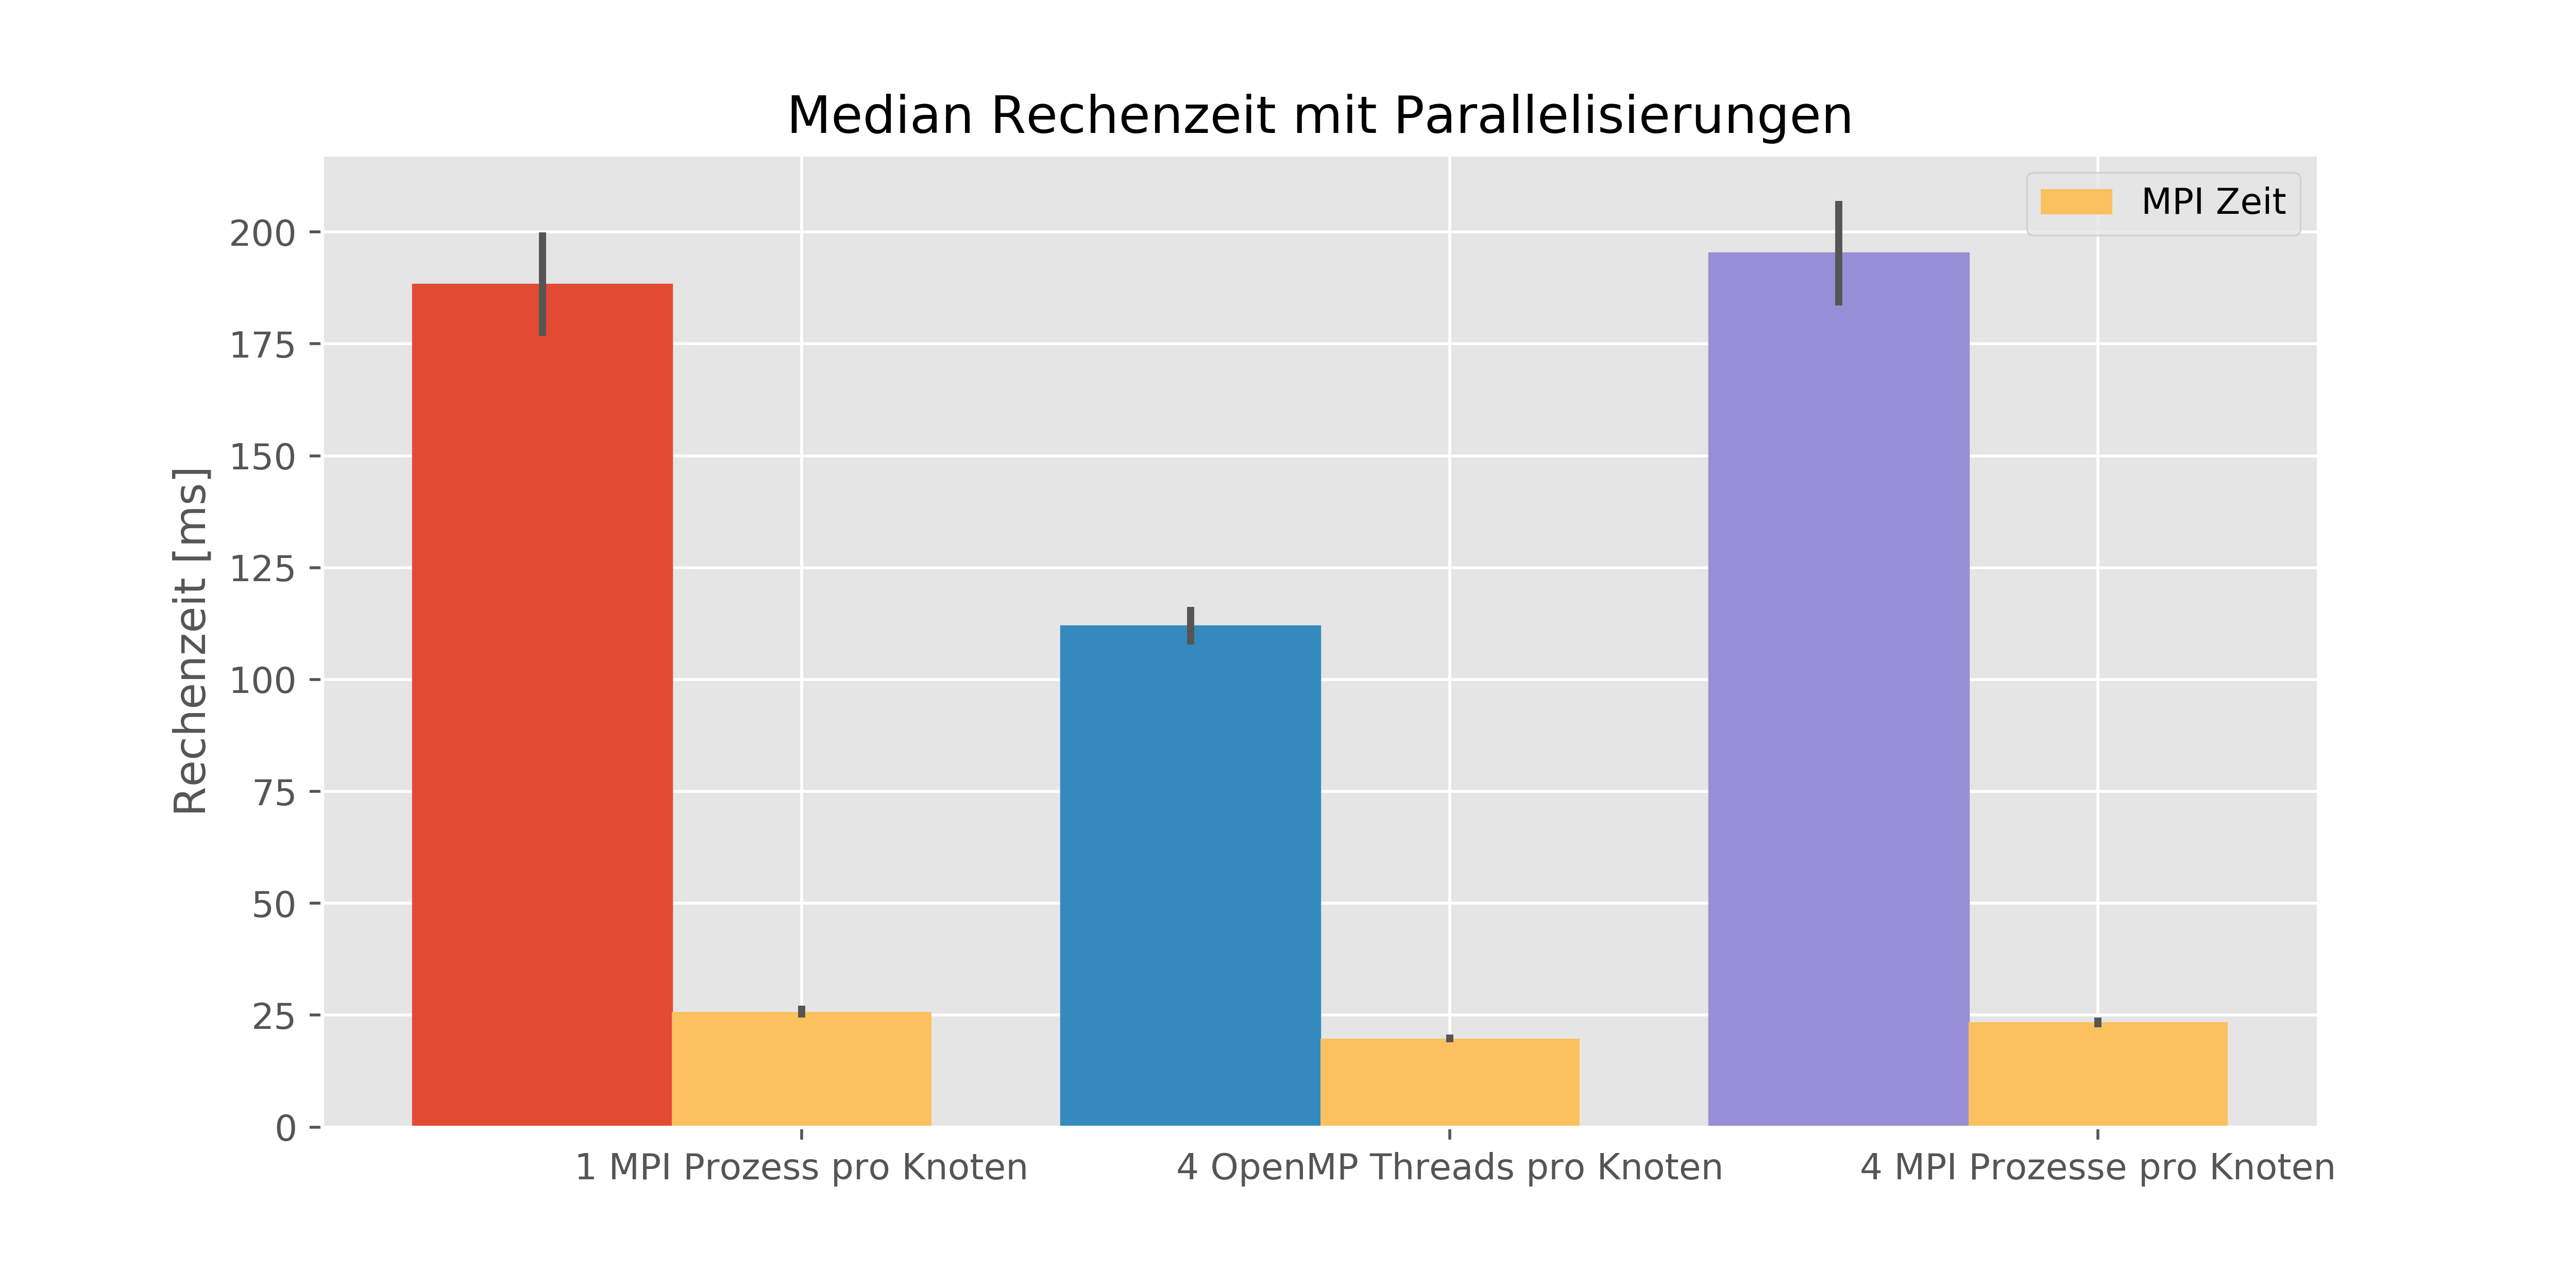 Median Rechenzeit mit Parallelisierungen
MPI Zeit
Rechenzeit [ms]
200
175
150
125
100
75
50
25
0
1 MPI Prozess pro Knoten
4 OpenMP Threads pro Knoten
4 MPI Prozesse pro Knoten